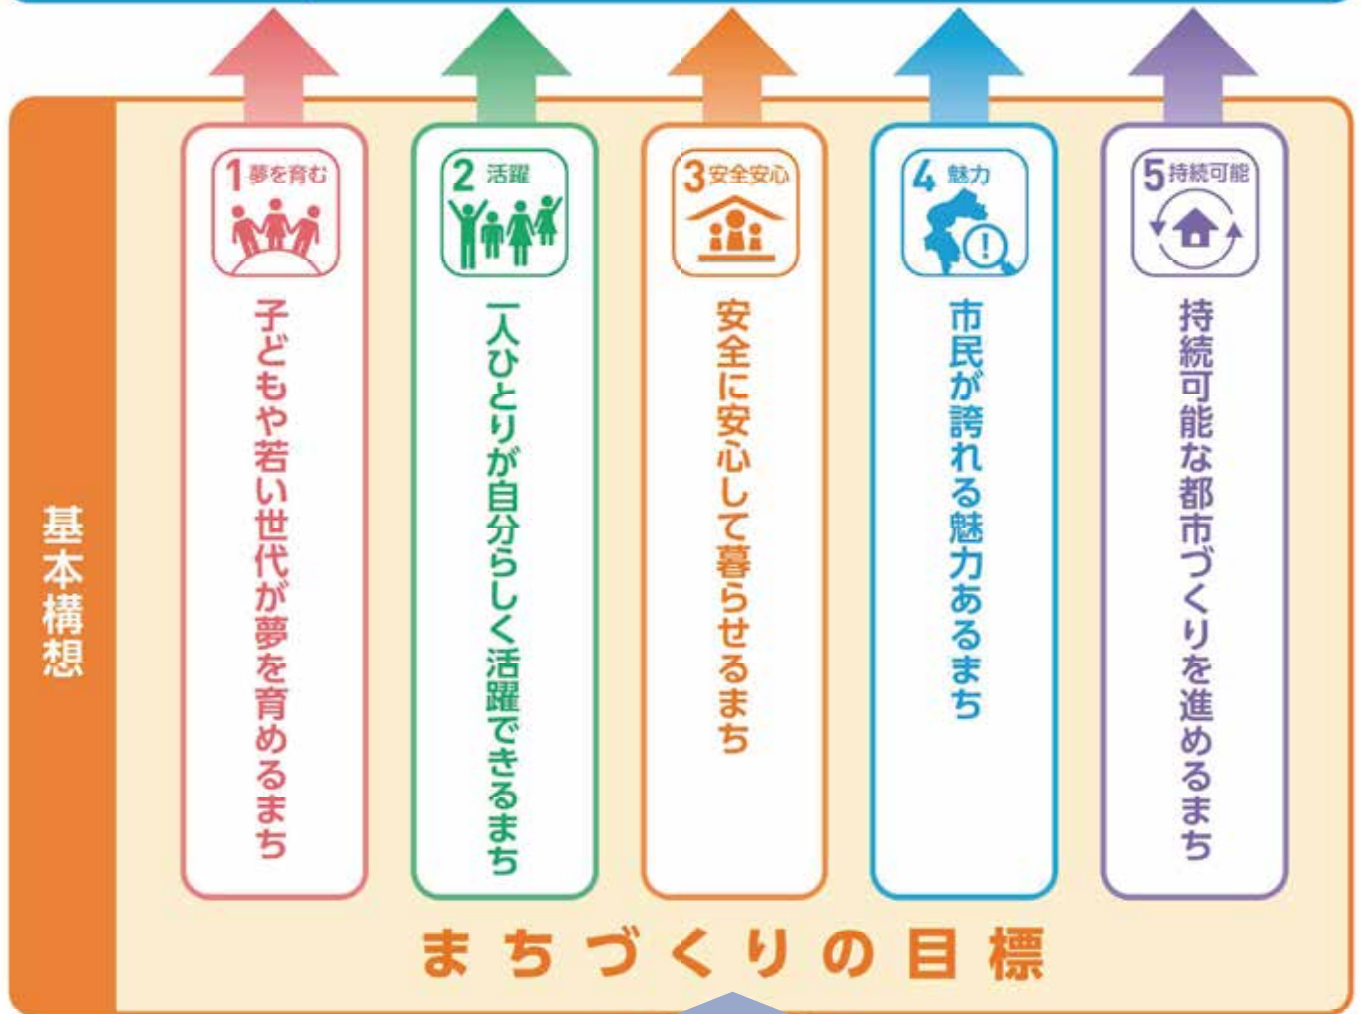 基本構想
1 夢を育む
子どもや若い世代が夢を育めるまち
2 活躍
一人ひとりが自分らしく活躍できるまち
3 安全安心
安全に安心して暮らせるまち
4 魅力
!
市民が誇れる魅力あるまち
5 持続可能
持続可能な都市づくりを進めるまち
まちづくりの目標